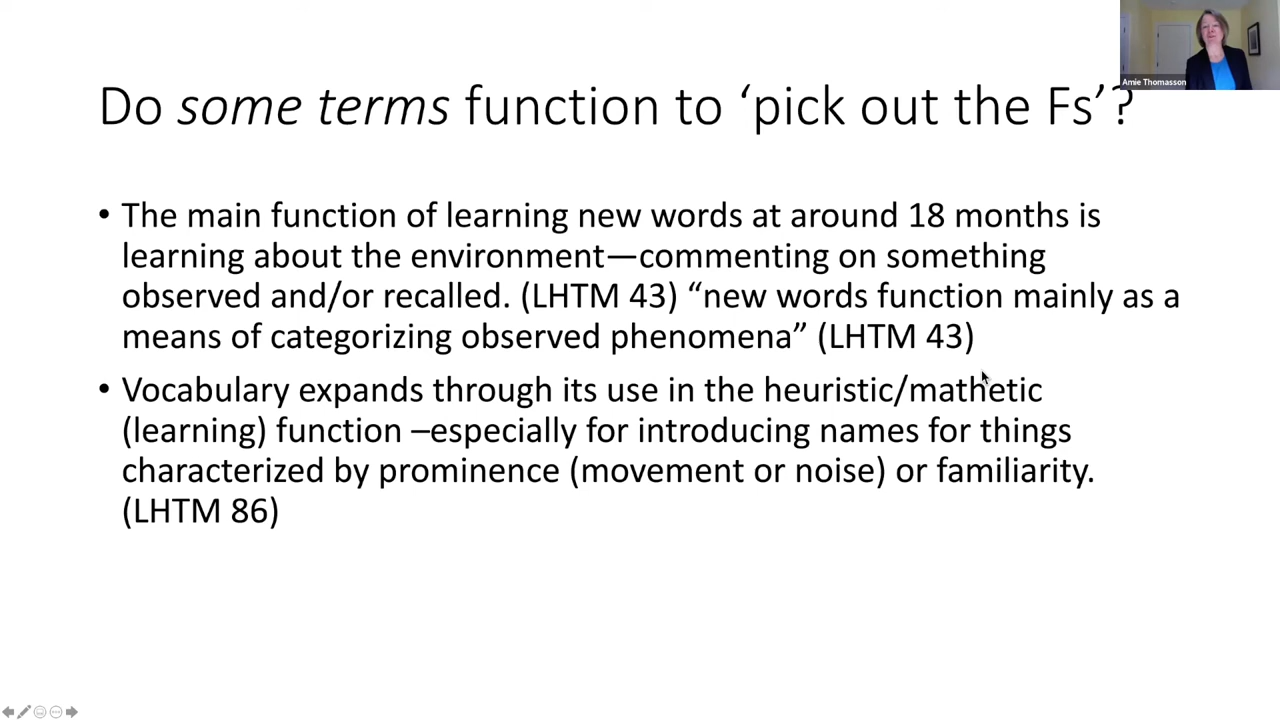 Amie Thomasson
Do some terms function to ‘pick out the Fs’?
• The main function of learning new words at around 18 months is
learning about the environment—commenting on something
observed and/or recalled. (LHTM 43) “new words function mainly as a
means of categorizing observed phenomena” (LHTM 43)
• Vocabulary expands through its use in the heuristic/mathetic
(learning) function –especially for introducing names for things
characterized by prominence (movement or noise) or familiarity.
(LHTM 86)